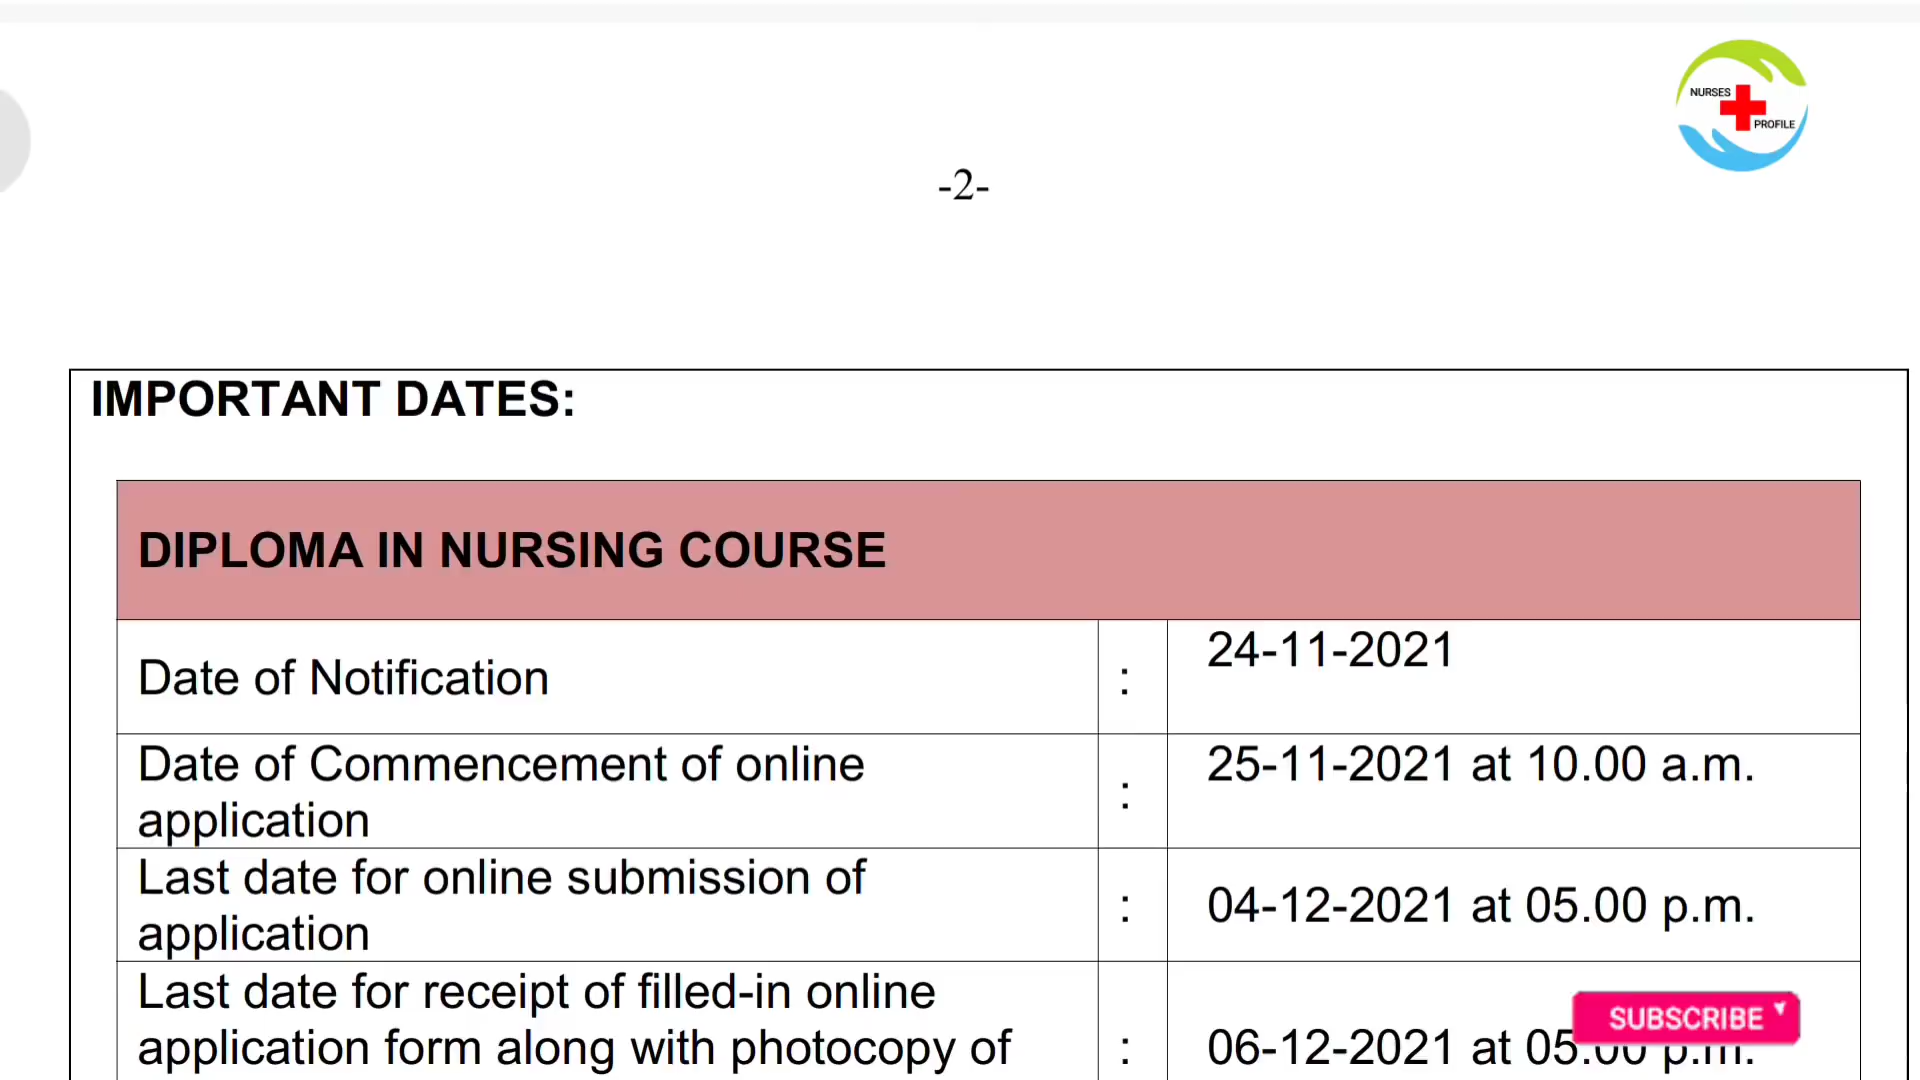 NURSES
PROFILE
-2-
IMPORTANT DATES:
DIPLOMA IN NURSING COURSE
Date of Notification : 24-11-2021
Date of Commencement of online
application : 25-11-2021 at 10.00 a.m.
Last date for online submission of
application : 04-12-2021 at 05.00 p.m.
Last date for receipt of filled-in online
application form along with photocopy of : 06-12-2021 at 05.00 p.m.
SUBSCRIBE